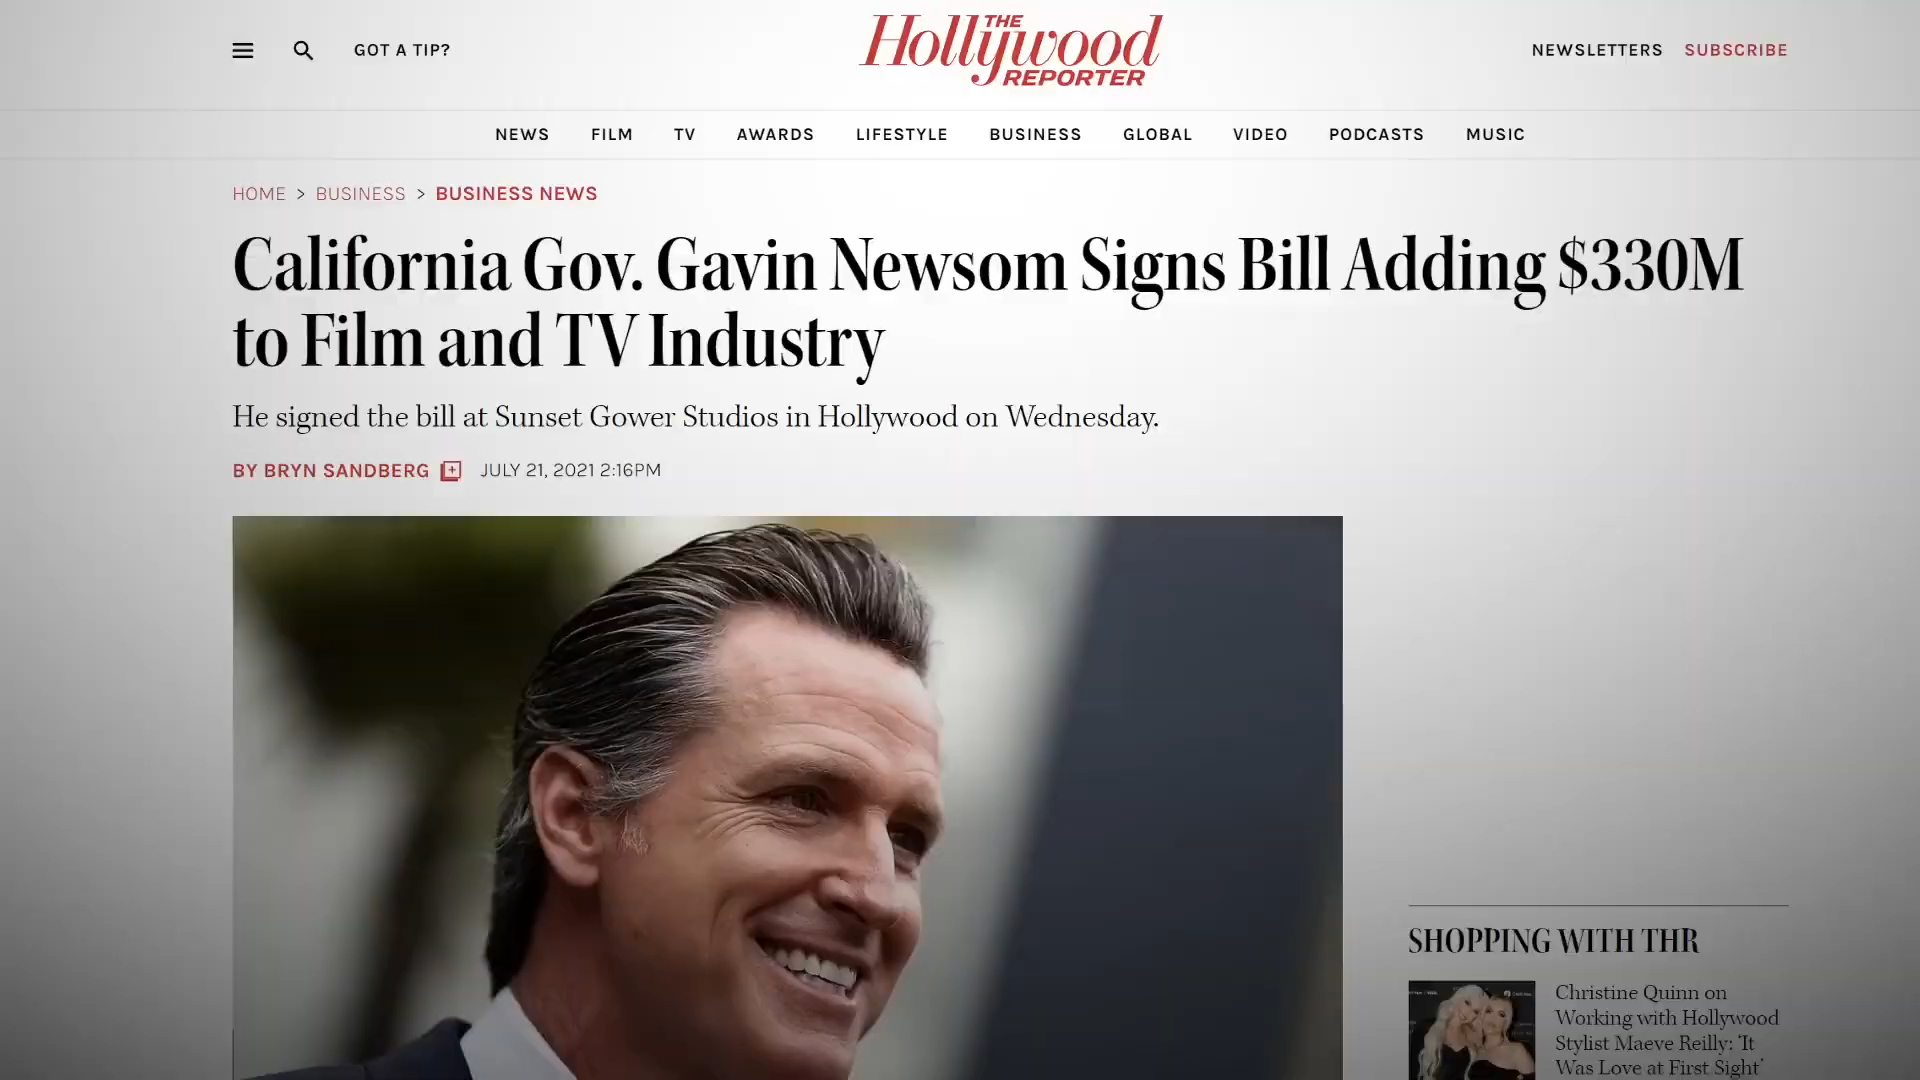 GOT A TIP?
THE
Hollywood
REPORTER
NEWSLETTERS SUBSCRIBE
NEWS FILM TV AWARDS LIFESTYLE BUSINESS GLOBAL VIDEO PODCASTS MUSIC
HOME > BUSINESS > BUSINESS NEWS
California Gov. Gavin Newsom Signs Bill Adding $330M
to Film and TV Industry
He signed the bill at Sunset Gower Studios in Hollywood on Wednesday.
BY BRYN SANDBERG JULY 21, 2021 2:16PM
SHOPPING WITH THR
Christine Quinn on
Working with Hollywood
Stylist Maeve Reilly: 'It
Was Love at First Sight'